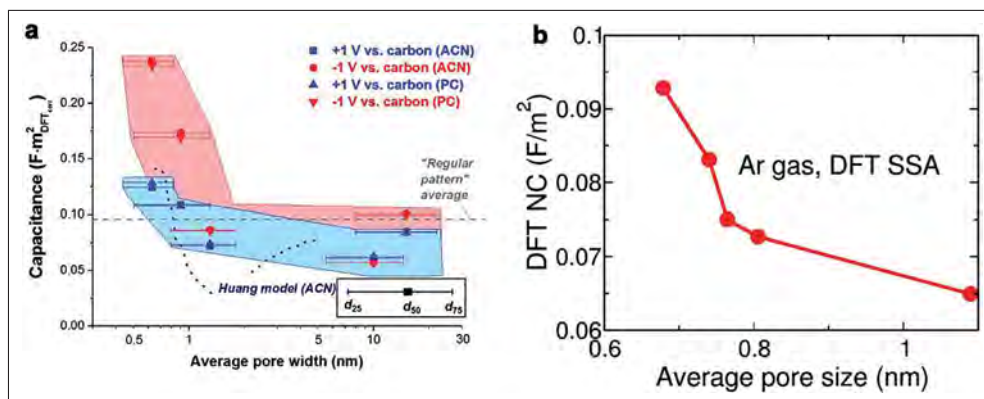 a
0.25
0.20
0.15
0.10
0.05
0.00
Capacitance (F·m²DFTcorr)
+1 V vs. carbon (ACN)
-1 V vs. carbon (ACN)
+1 V vs. carbon (PC)
-1 V vs. carbon (PC)
"Regular
pattern"
average
Huang model (ACN)
d25 d50 d75
0.5 1 10 30
Average pore width (nm)
b
0.1
0.09
0.08
0.07
0.06
DFT NC (F/m²)
Ar gas, DFT SSA
0.6 0.8 1
Average pore size (nm)